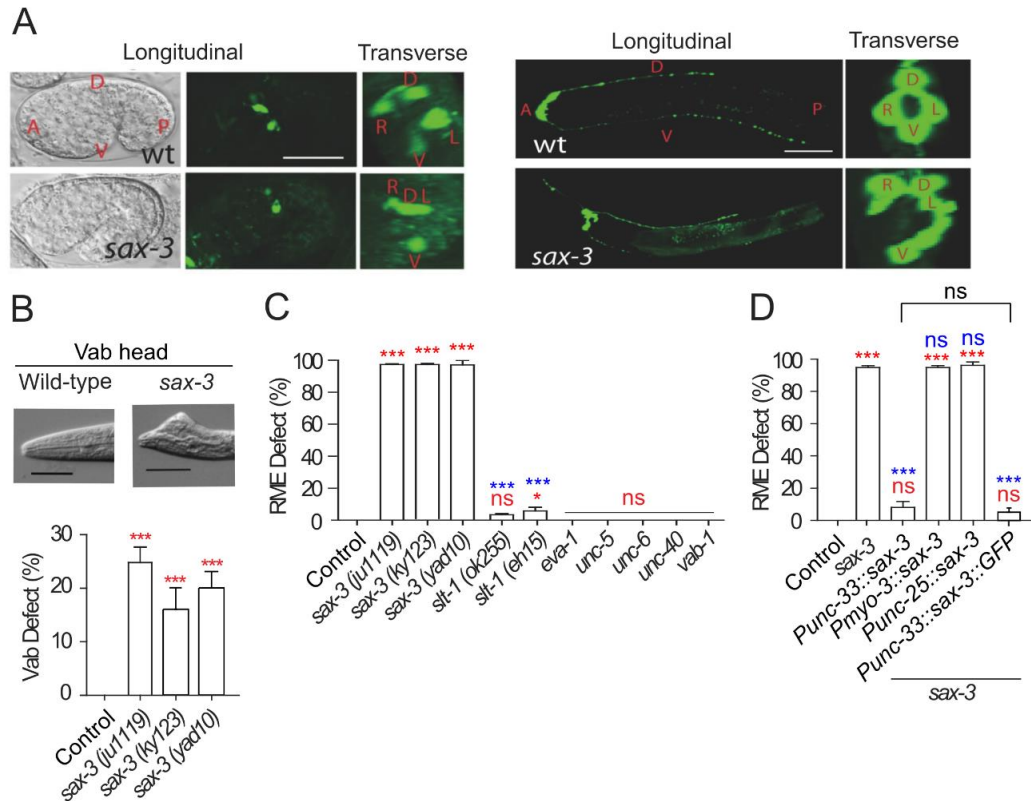 A
Longitudinal Transverse
D
A P
V
wt
D
R
L
V
sax-3
R D L
V
Longitudinal Transverse
D
A P
V
wt
D
R L
V
sax-3
R D
L
V
B
Vab head
Wild-type sax-3
Vab Defect (%)
30
20
10
0
*** *** ***
Control
sax-3 (ju1119)
sax-3 (ky123)
sax-3 (yad10)
C
RME Defect (%)
100
80
60
40
20
0
*** *** ***
*** ***
ns * ns
Control
sax-3 (ju1119)
sax-3 (ky123)
sax-3 (yad10)
slt-1 (ok255)
slt-1 (eh15)
eva-1
unc-5
unc-6
unc-40
vab-1
D
ns
RME Defect (%)
100
80
60
40
20
0
ns ns
*** *** ***
*** ***
ns ns
Control
sax-3
Punc-33::sax-3
Pmyo-3::sax-3
Punc-25::sax-3
Punc-33::sax-3::GFP
sax-3